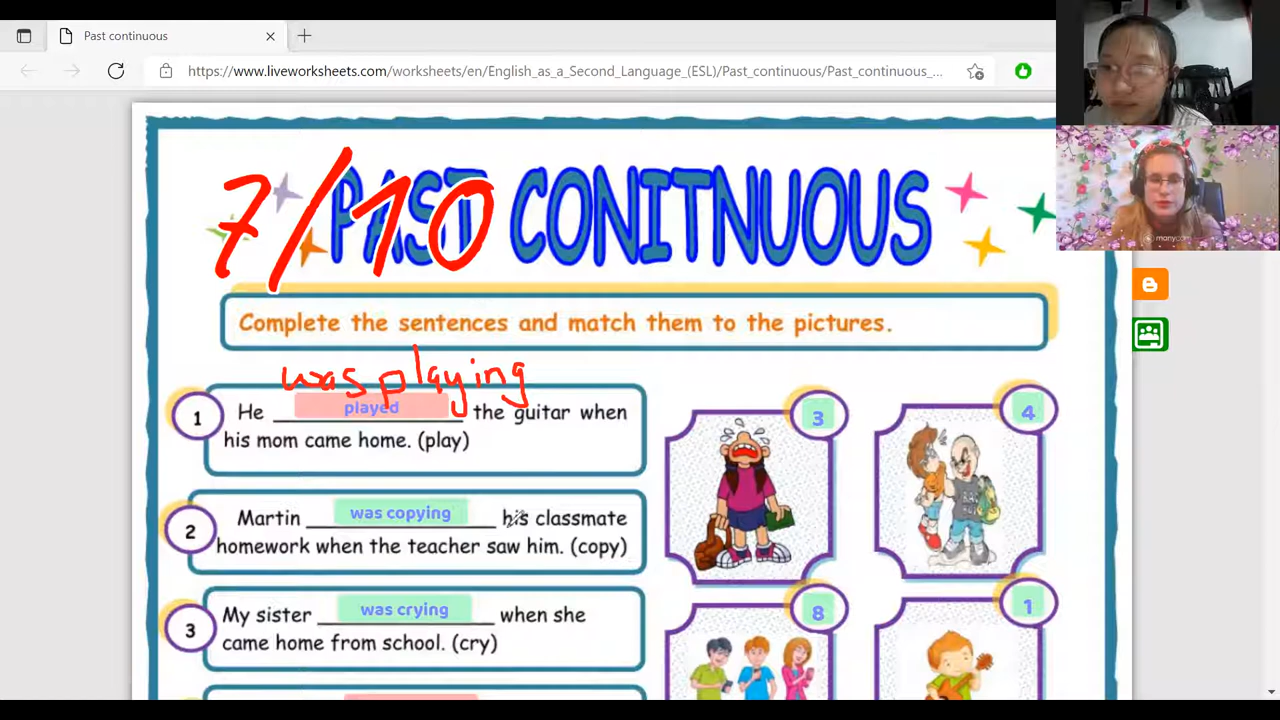 Past continuous
https://www.liveworksheets.com/worksheets/en/English_as_a_Second_Language_(ESL)/Past_continuous/Past_continuous_...
7/10
PAST CONITNUOUS
manycam
Complete the sentences and match them to the pictures.
was playing
1
He played the guitar when
his mom came home. (play)
2
Martin was copying his classmate
homework when the teacher saw him. (copy)
3
My sister was crying when she
came home from school. (cry)
3
4
8
1